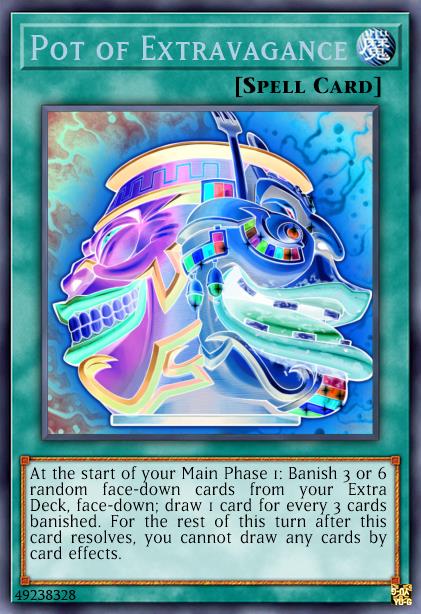 Pot of Extravagance
魔
[Spell Card]
At the start of your Main Phase 1: Banish 3 or 6
random face-down cards from your Extra
Deck, face-down; draw 1 card for every 3 cards
banished. For the rest of this turn after this
card resolves, you cannot draw any cards by
card effects.
49238328